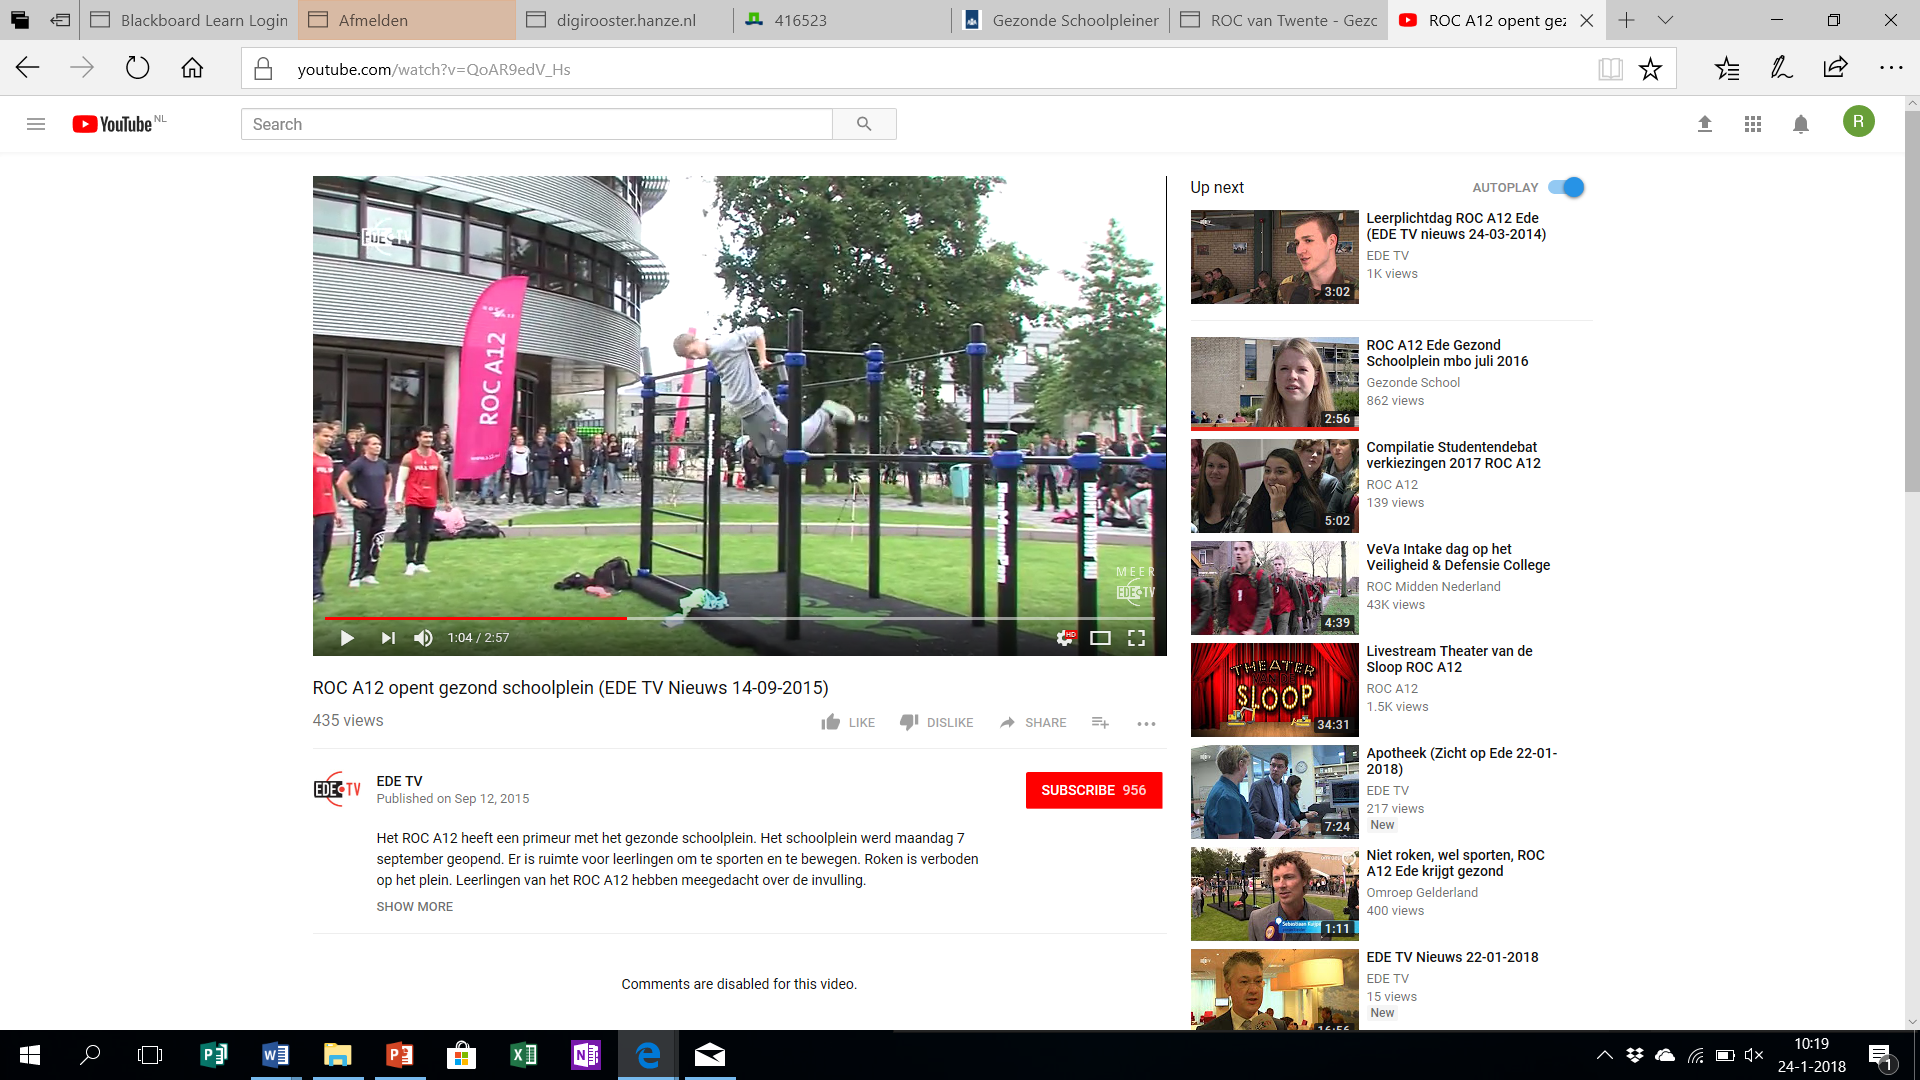 Blackboard Learn Login
Afmelden
digirooster.hanze.nl
416523
Gezonde Schoolpleiner
ROC van Twente - Gezc
ROC A12 opent gez
youtube.com/watch?v=QoAR9edV_Hs
YouTube NL
Search
R
EDE TV
ROC A12
ROC A12
MEER
EDE TV
1:04 / 2:57
HD
ROC A12 opent gezond schoolplein (EDE TV Nieuws 14-09-2015)
435 views
LIKE
DISLIKE
SHARE
EDE TV
EDE TV
Published on Sep 12, 2015
SUBSCRIBE 956
Het ROC A12 heeft een primeur met het gezonde schoolplein. Het schoolplein werd maandag 7
september geopend. Er is ruimte voor leerlingen om te sporten en te bewegen. Roken is verboden
op het plein. Leerlingen van het ROC A12 hebben meegedacht over de invulling.
SHOW MORE
Comments are disabled for this video.
Up next
AUTOPLAY
3:02
Leerplichtdag ROC A12 Ede
(EDE TV nieuws 24-03-2014)
EDE TV
1K views
2:56
ROC A12 Ede Gezond
Schoolplein mbo juli 2016
Gezonde School
862 views
5:02
Compilatie Studentendebat
verkiezingen 2017 ROC A12
ROC A12
139 views
4:39
VeVa Intake dag op het
Veiligheid & Defensie College
ROC Midden Nederland
43K views
THEATER
VAN DE
SLOOP
34:31
Livestream Theater van de
Sloop ROC A12
ROC A12
1.5K views
7:24
Apotheek (Zicht op Ede 22-01-
2018)
EDE TV
217 views
New
1:11
Niet roken, wel sporten, ROC
A12 Ede krijgt gezond
Omroep Gelderland
400 views
16:56
EDE TV Nieuws 22-01-2018
EDE TV
15 views
New
10:19
24-1-2018
1